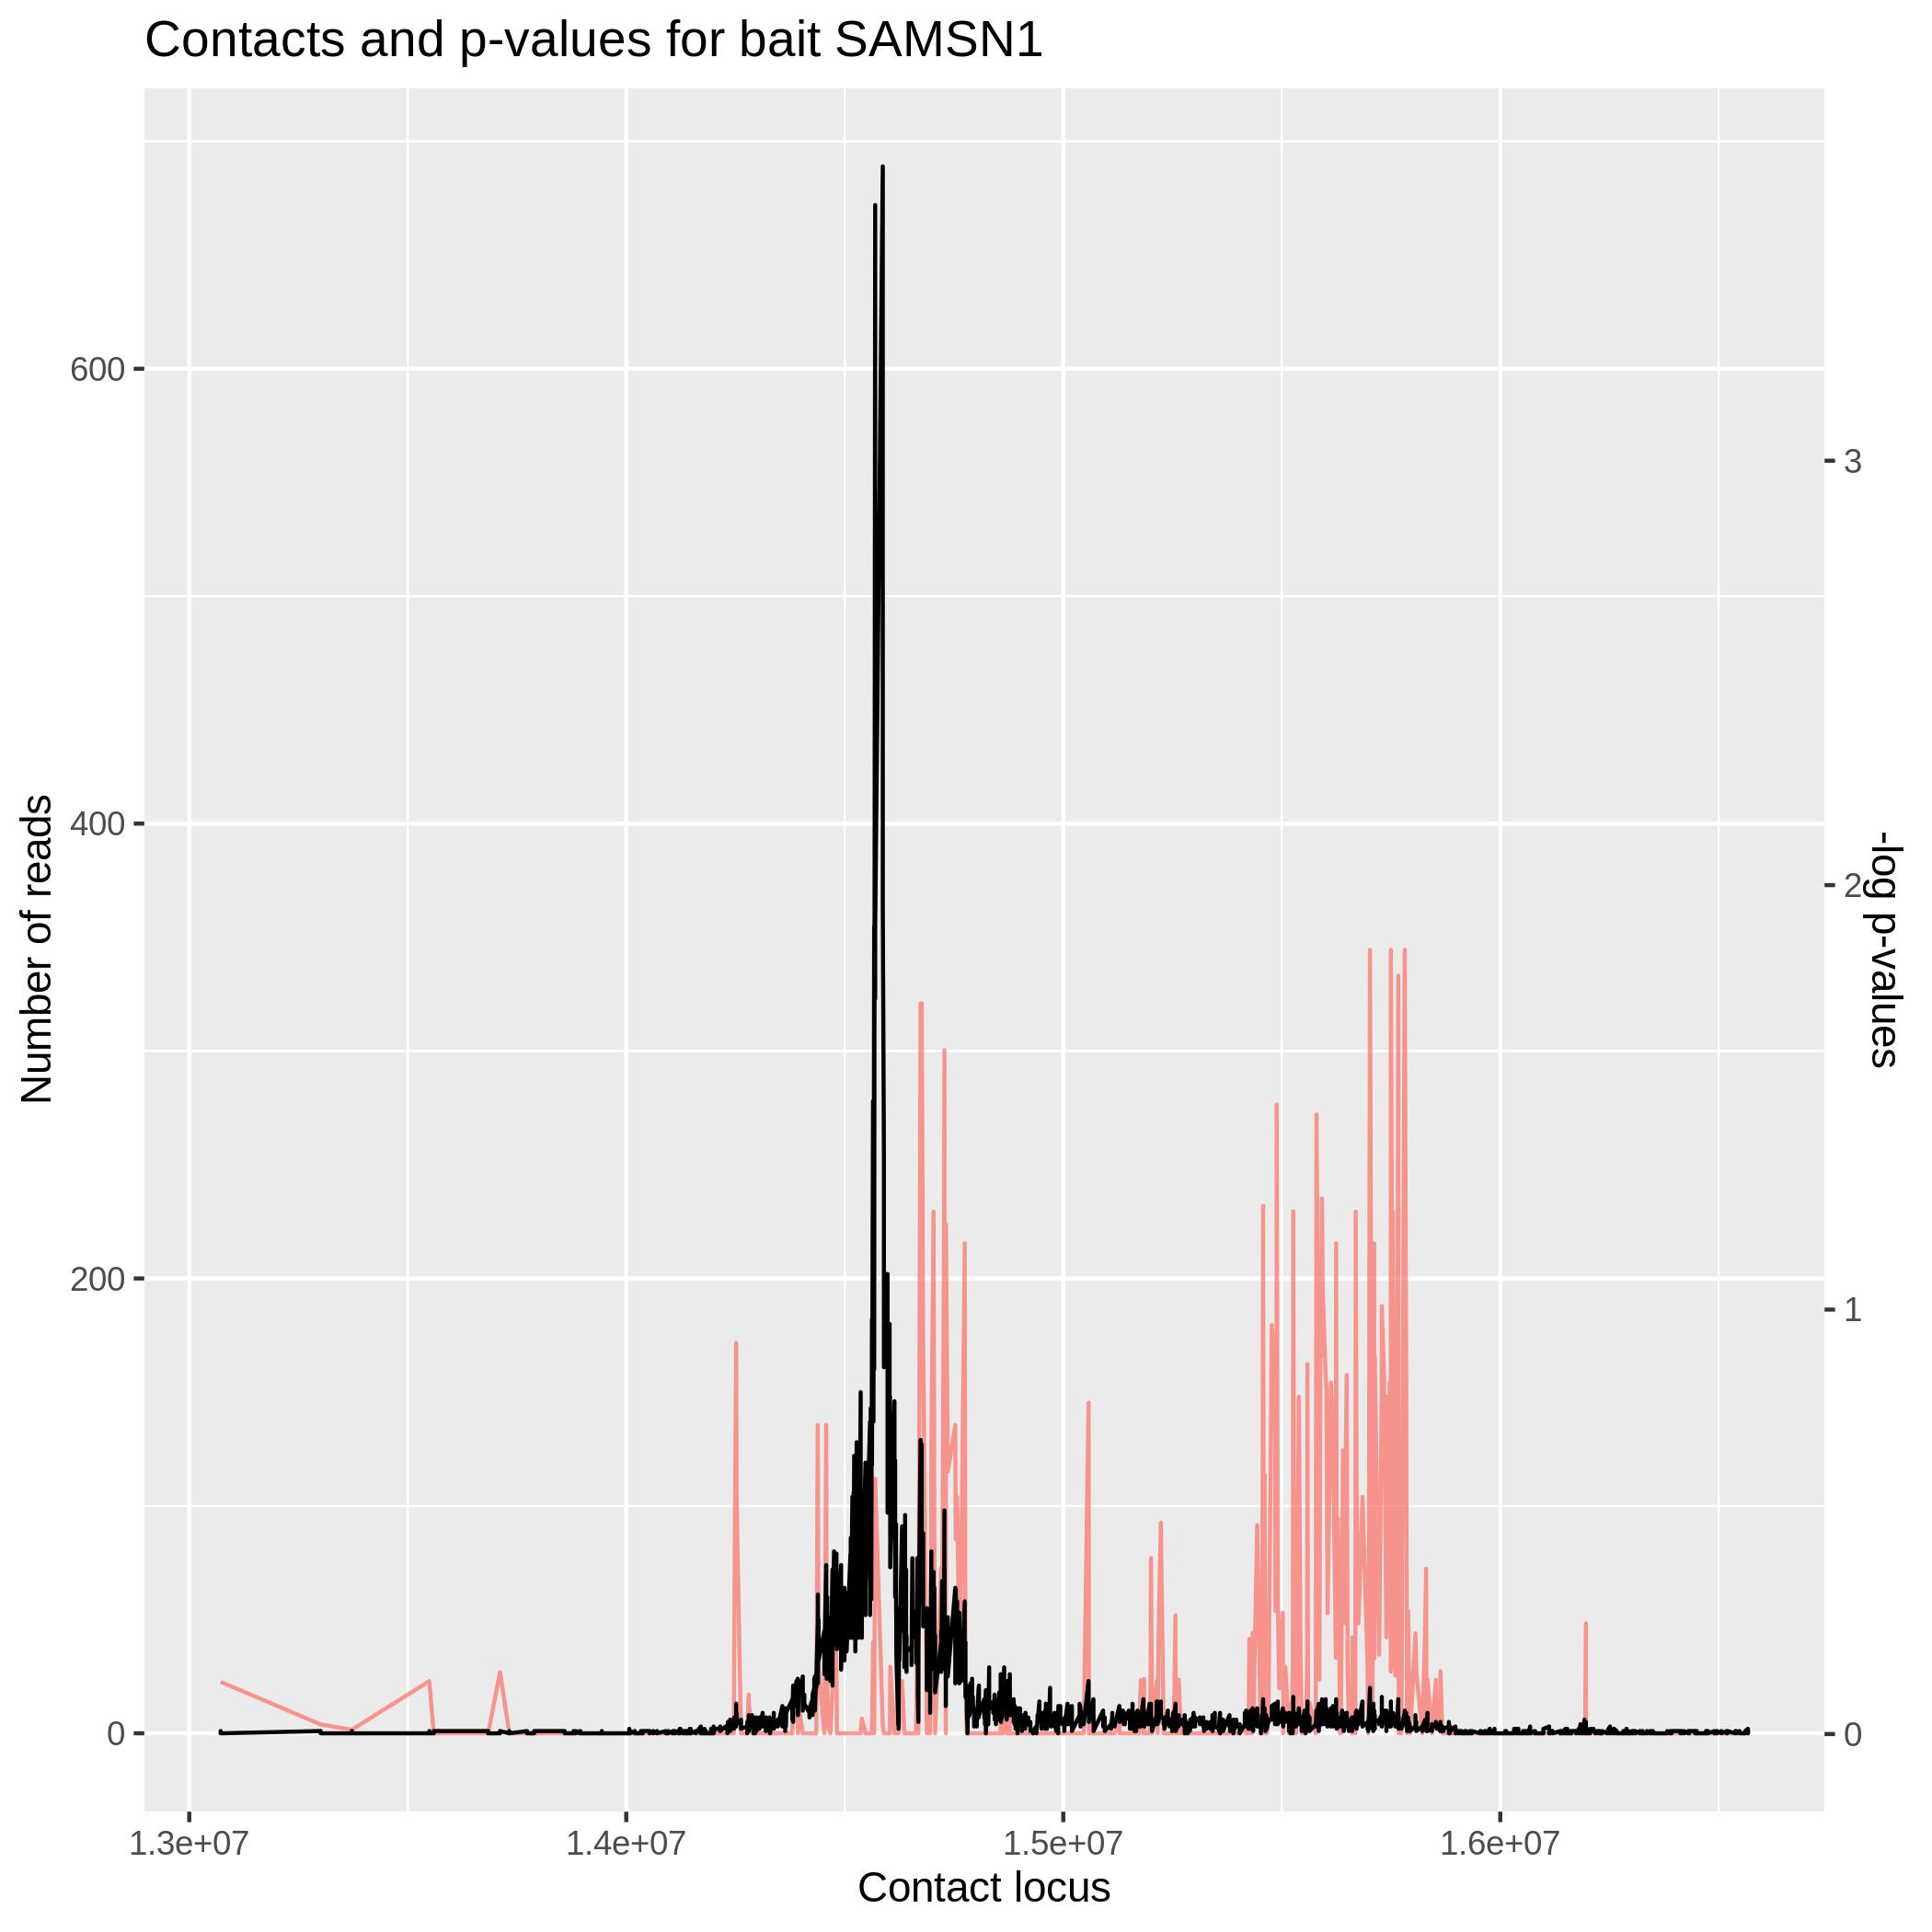 Contacts and p-values for bait SAMSN1
Number of reads
600
400
200
0
3
2
1
0
-log p-values
1.3e+07 1.4e+07 1.5e+07 1.6e+07
Contact locus